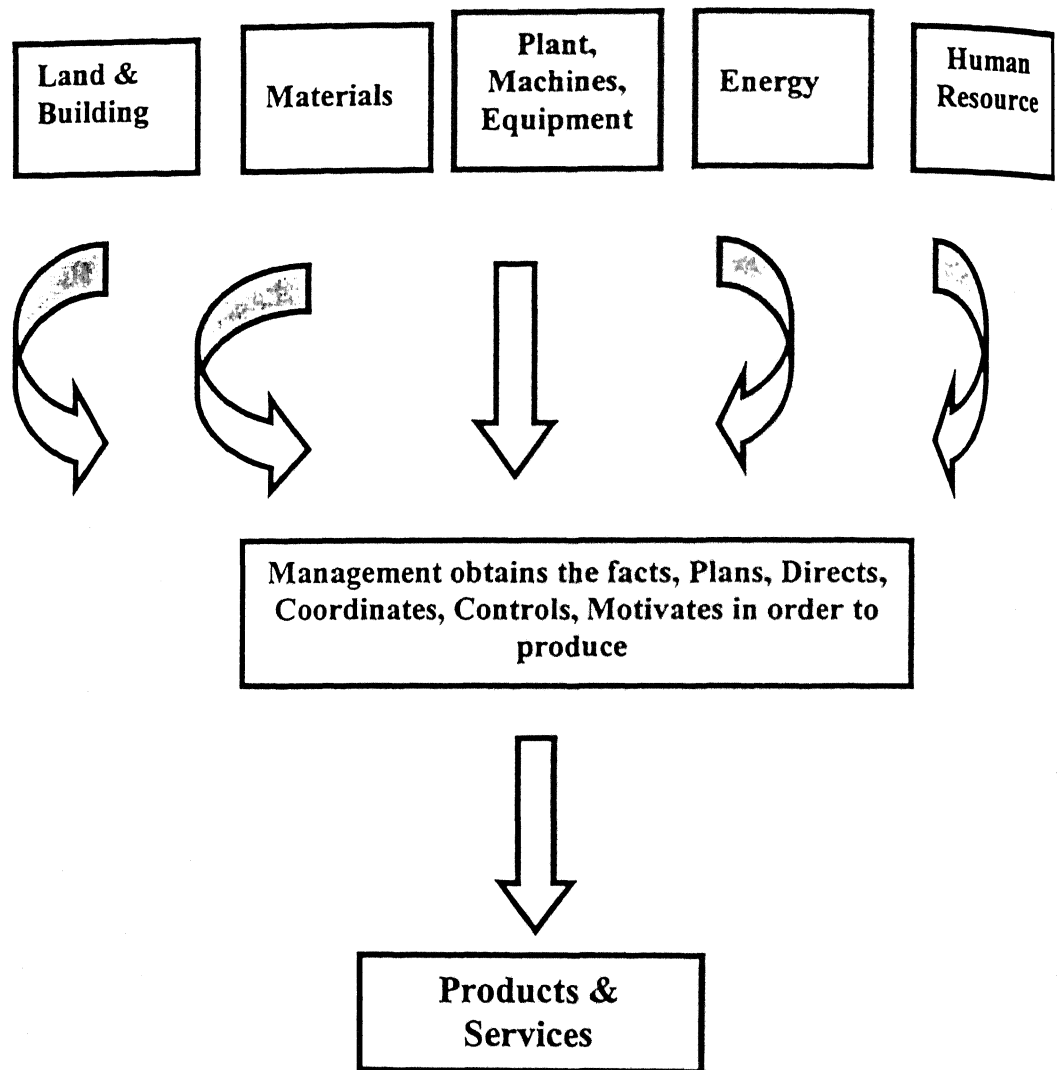 Land &
Building
Materials
Plant,
Machines,
Equipment
Energy
Human
Resource
Management obtains the facts, Plans, Directs,
Coordinates, Controls, Motivates in order to
produce
Products &
Services